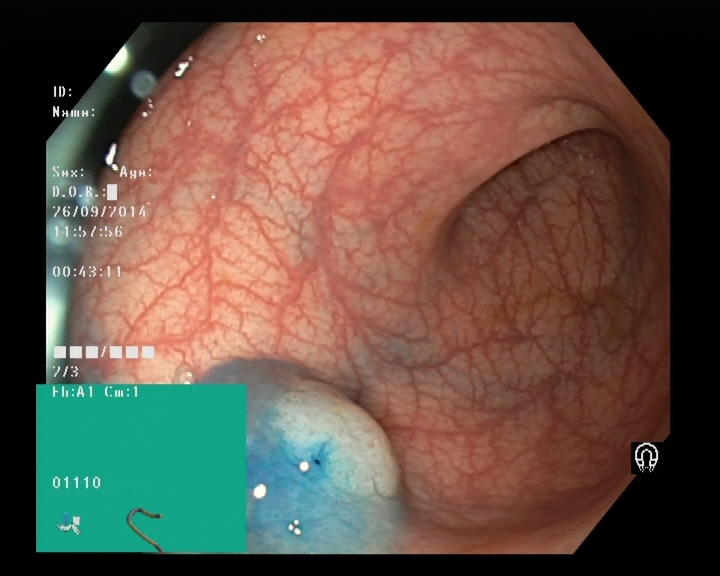 ID:
Name:
Sex: Age:
D.O.B.:
26/09/2014
11:57:56
00:43:11
/
2/3
Eh:A1 Cm:1
01110